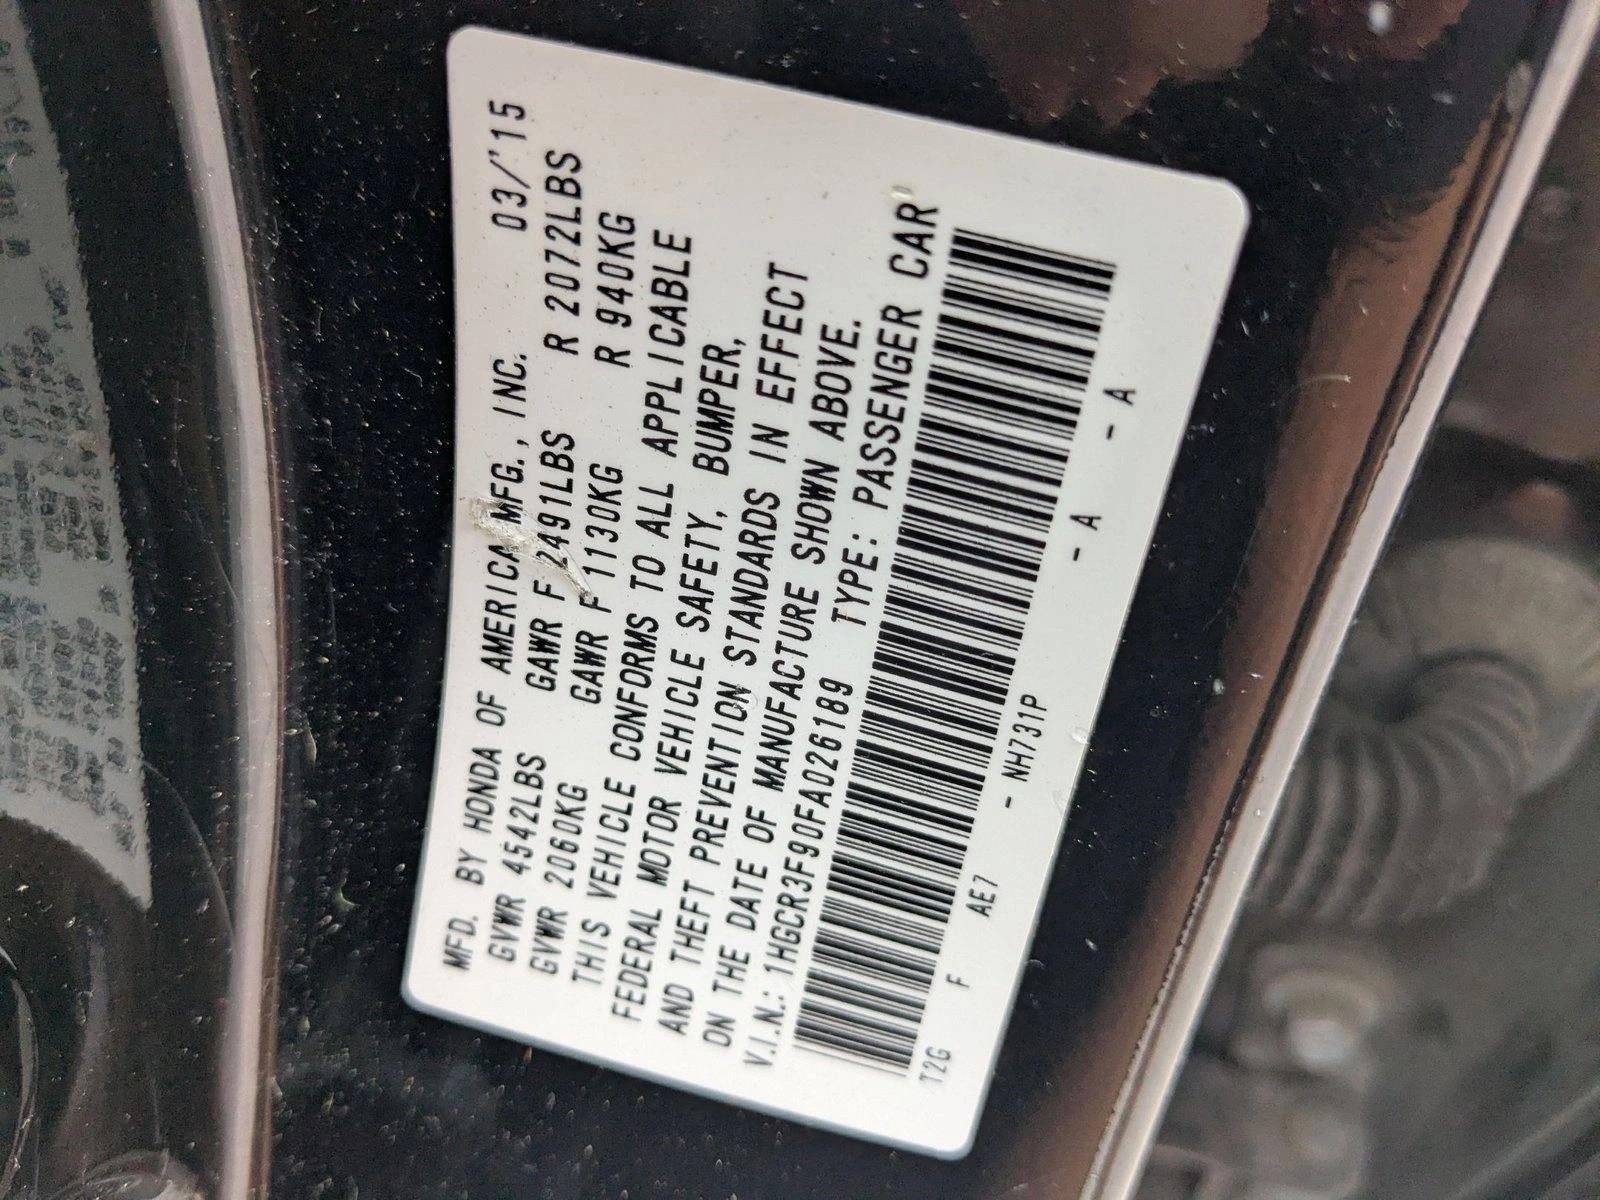 MFD. BY HONDA OF AMERICA MFG., INC. 03/'15
GVWR 4542LBS GAWR F 2491LBS R 2072LBS
GVWR 2060KG GAWR F 1130KG R 940KG
THIS VEHICLE CONFORMS TO ALL APPLICABLE
FEDERAL MOTOR VEHICLE SAFETY, BUMPER,
AND THEFT PREVENTION STANDARDS IN EFFECT
ON THE DATE OF MANUFACTURE SHOWN ABOVE.
V.I.N.: 1HGCR3F90FA026189 TYPE: PASSENGER CAR
T2G F AE7 - NH731P - A - A